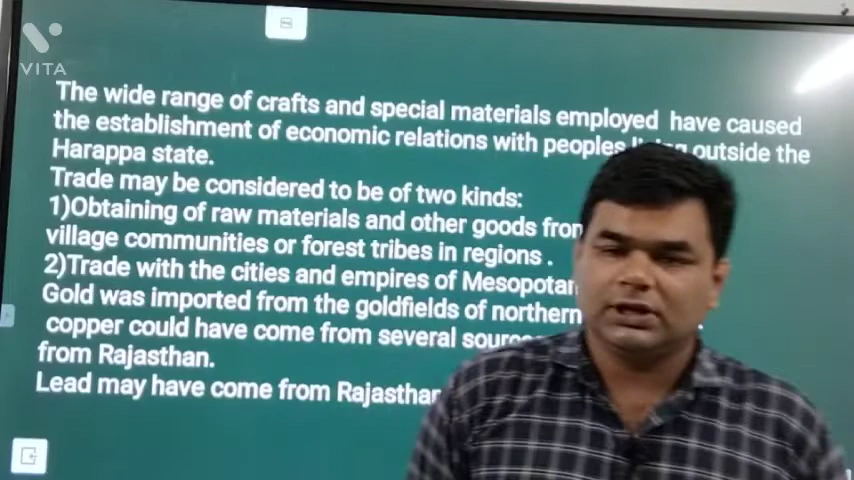 VITA
The wide range of crafts and special materials employed have caused
the establishment of economic relations with peoples living outside the
Harappa state.
Trade may be considered to be of two kinds:
1)Obtaining of raw materials and other goods from
village communities or forest tribes in regions .
2)Trade with the cities and empires of
Gold was imported from the goldfields of northern
copper could have come from several
from Rajasthan.
Lead may have come from